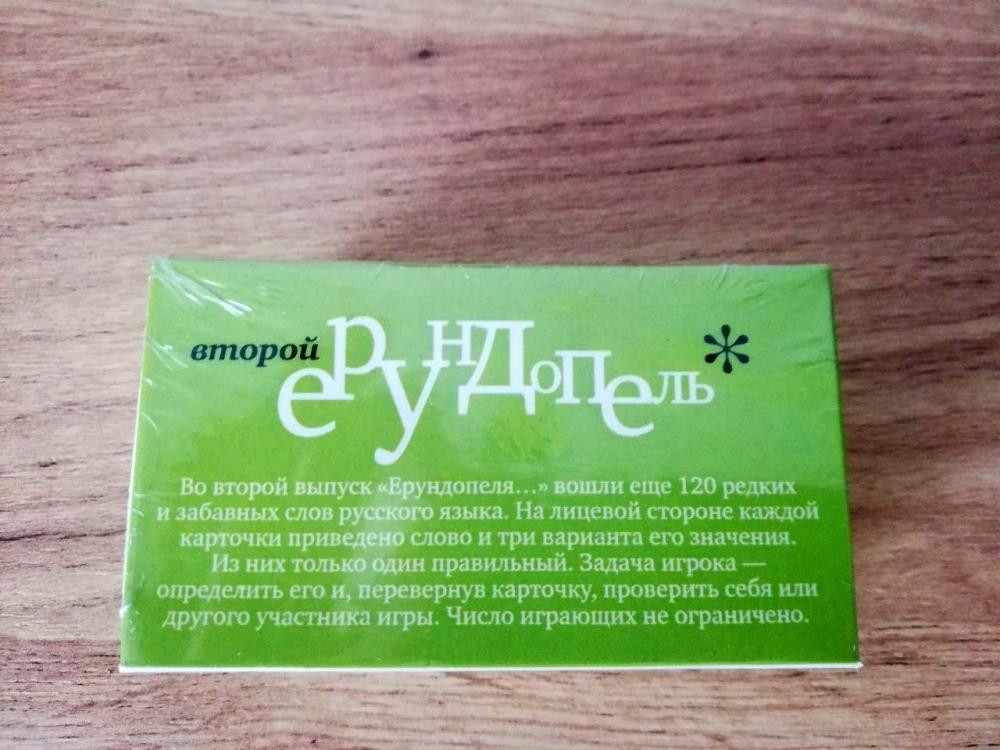 второй ерундопель*
Во второй выпуск «Ерундопеля...» вошли еще 120 редких
и забавных слов русского языка. На лицевой стороне каждой
карточки приведено слово и три варианта его значения.
Из них только один правильный. Задача игрока —
определить его и, перевернув карточку, проверить себя или
другого участника игры. Число играющих не ограничено.